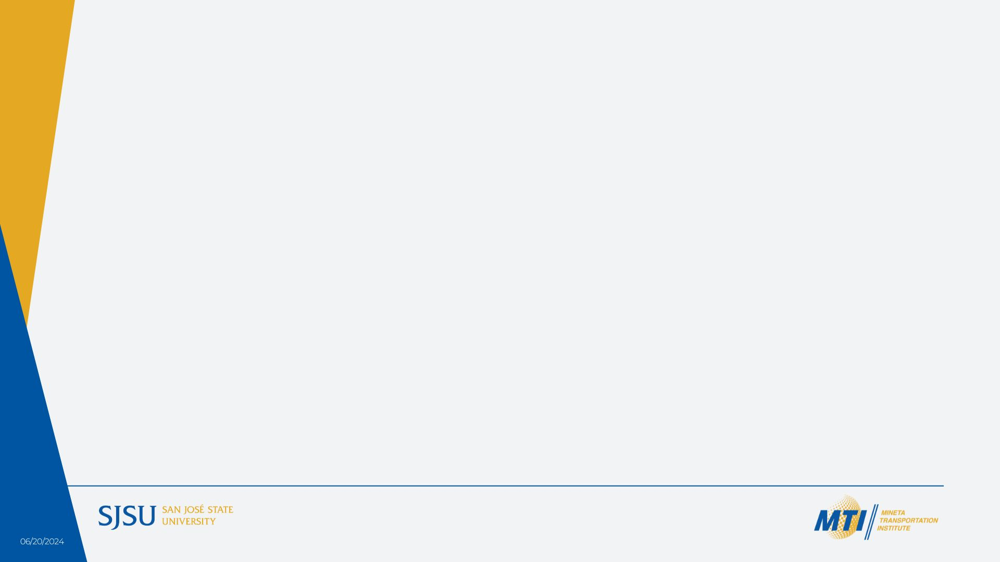 SJSU SAN JOSÉ STATE
UNIVERSITY
MTI MINETA
TRANSPORTATION
INSTITUTE
06/20/2024